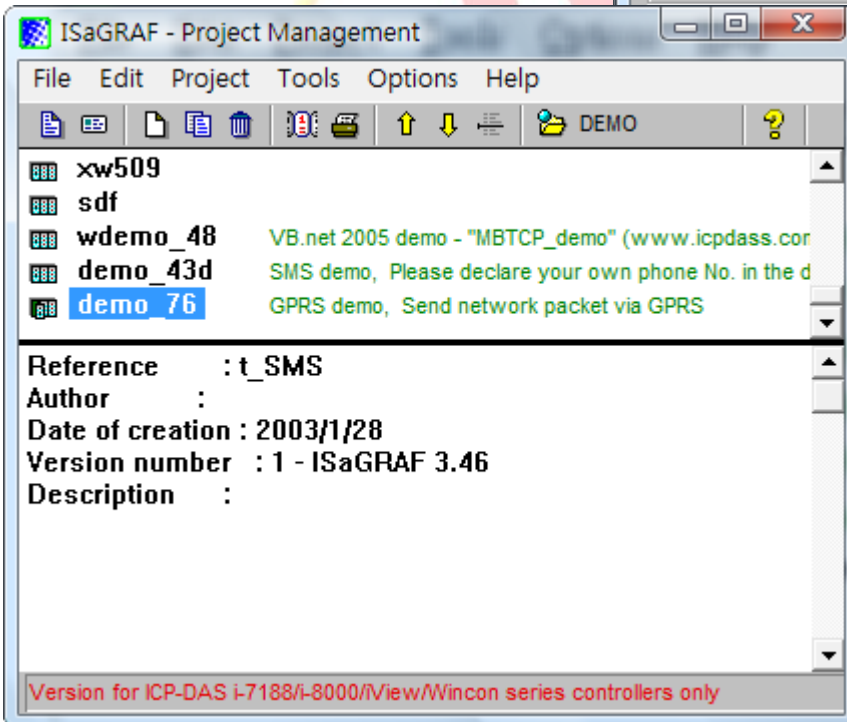 ISaGRAF - Project Management
File Edit Project Tools Options Help
DEMO
xw509
sdf
wdemo_48 VB.net 2005 demo - "MBTCP_demo" (www.icpdass.cor
demo_43d SMS demo, Please declare your own phone No. in the d
demo_76 GPRS demo, Send network packet via GPRS
Reference : t_SMS
Author :
Date of creation : 2003/1/28
Version number : 1 - ISaGRAF 3.46
Description :
Version for ICP-DAS i-7188/i-8000/iView/Wincon series controllers only